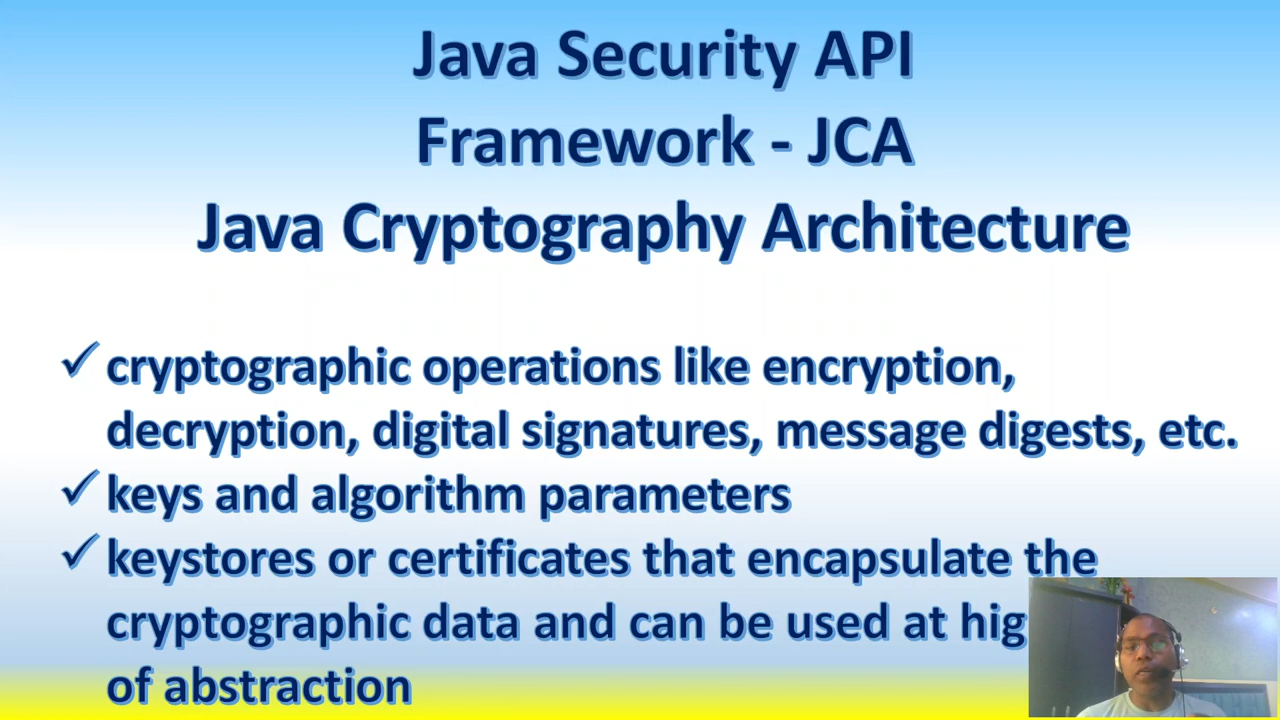 Java Security API
Framework - JCA
Java Cryptography Architecture
✓ cryptographic operations like encryption,
decryption, digital signatures, message digests, etc.
✓ keys and algorithm parameters
✓ keystores or certificates that encapsulate the
cryptographic data and can be used at hig
of abstraction